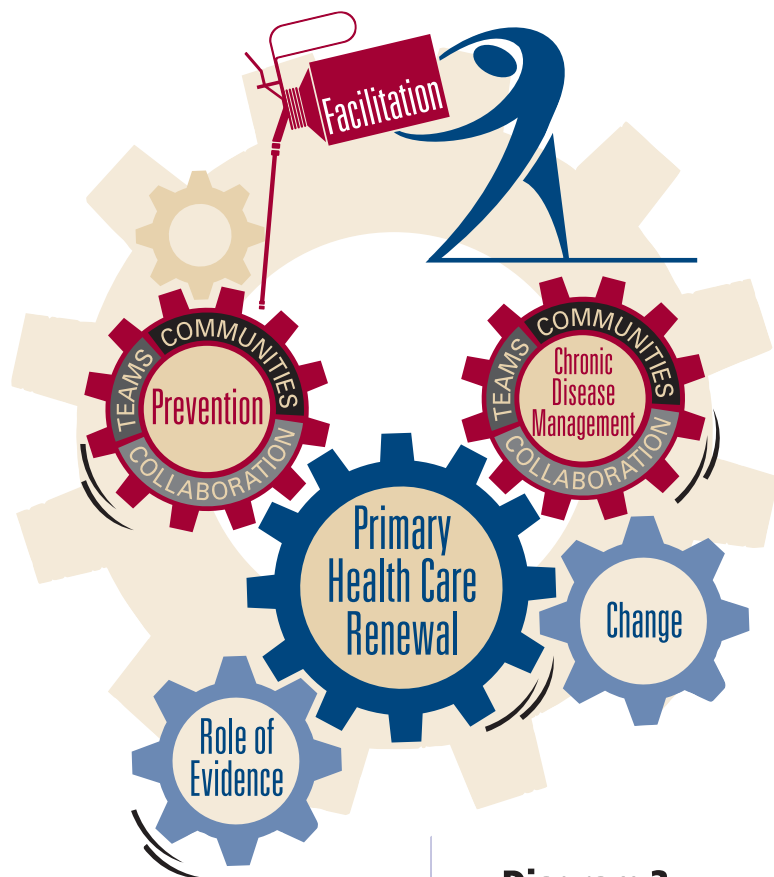 Facilitation
COMMUNITIES
TEAMS
Prevention
COLLABORATION
COMMUNITIES
TEAMS
Chronic
Disease
Management
COLLABORATION
Primary
Health Care
Renewal
Change
Role of
Evidence